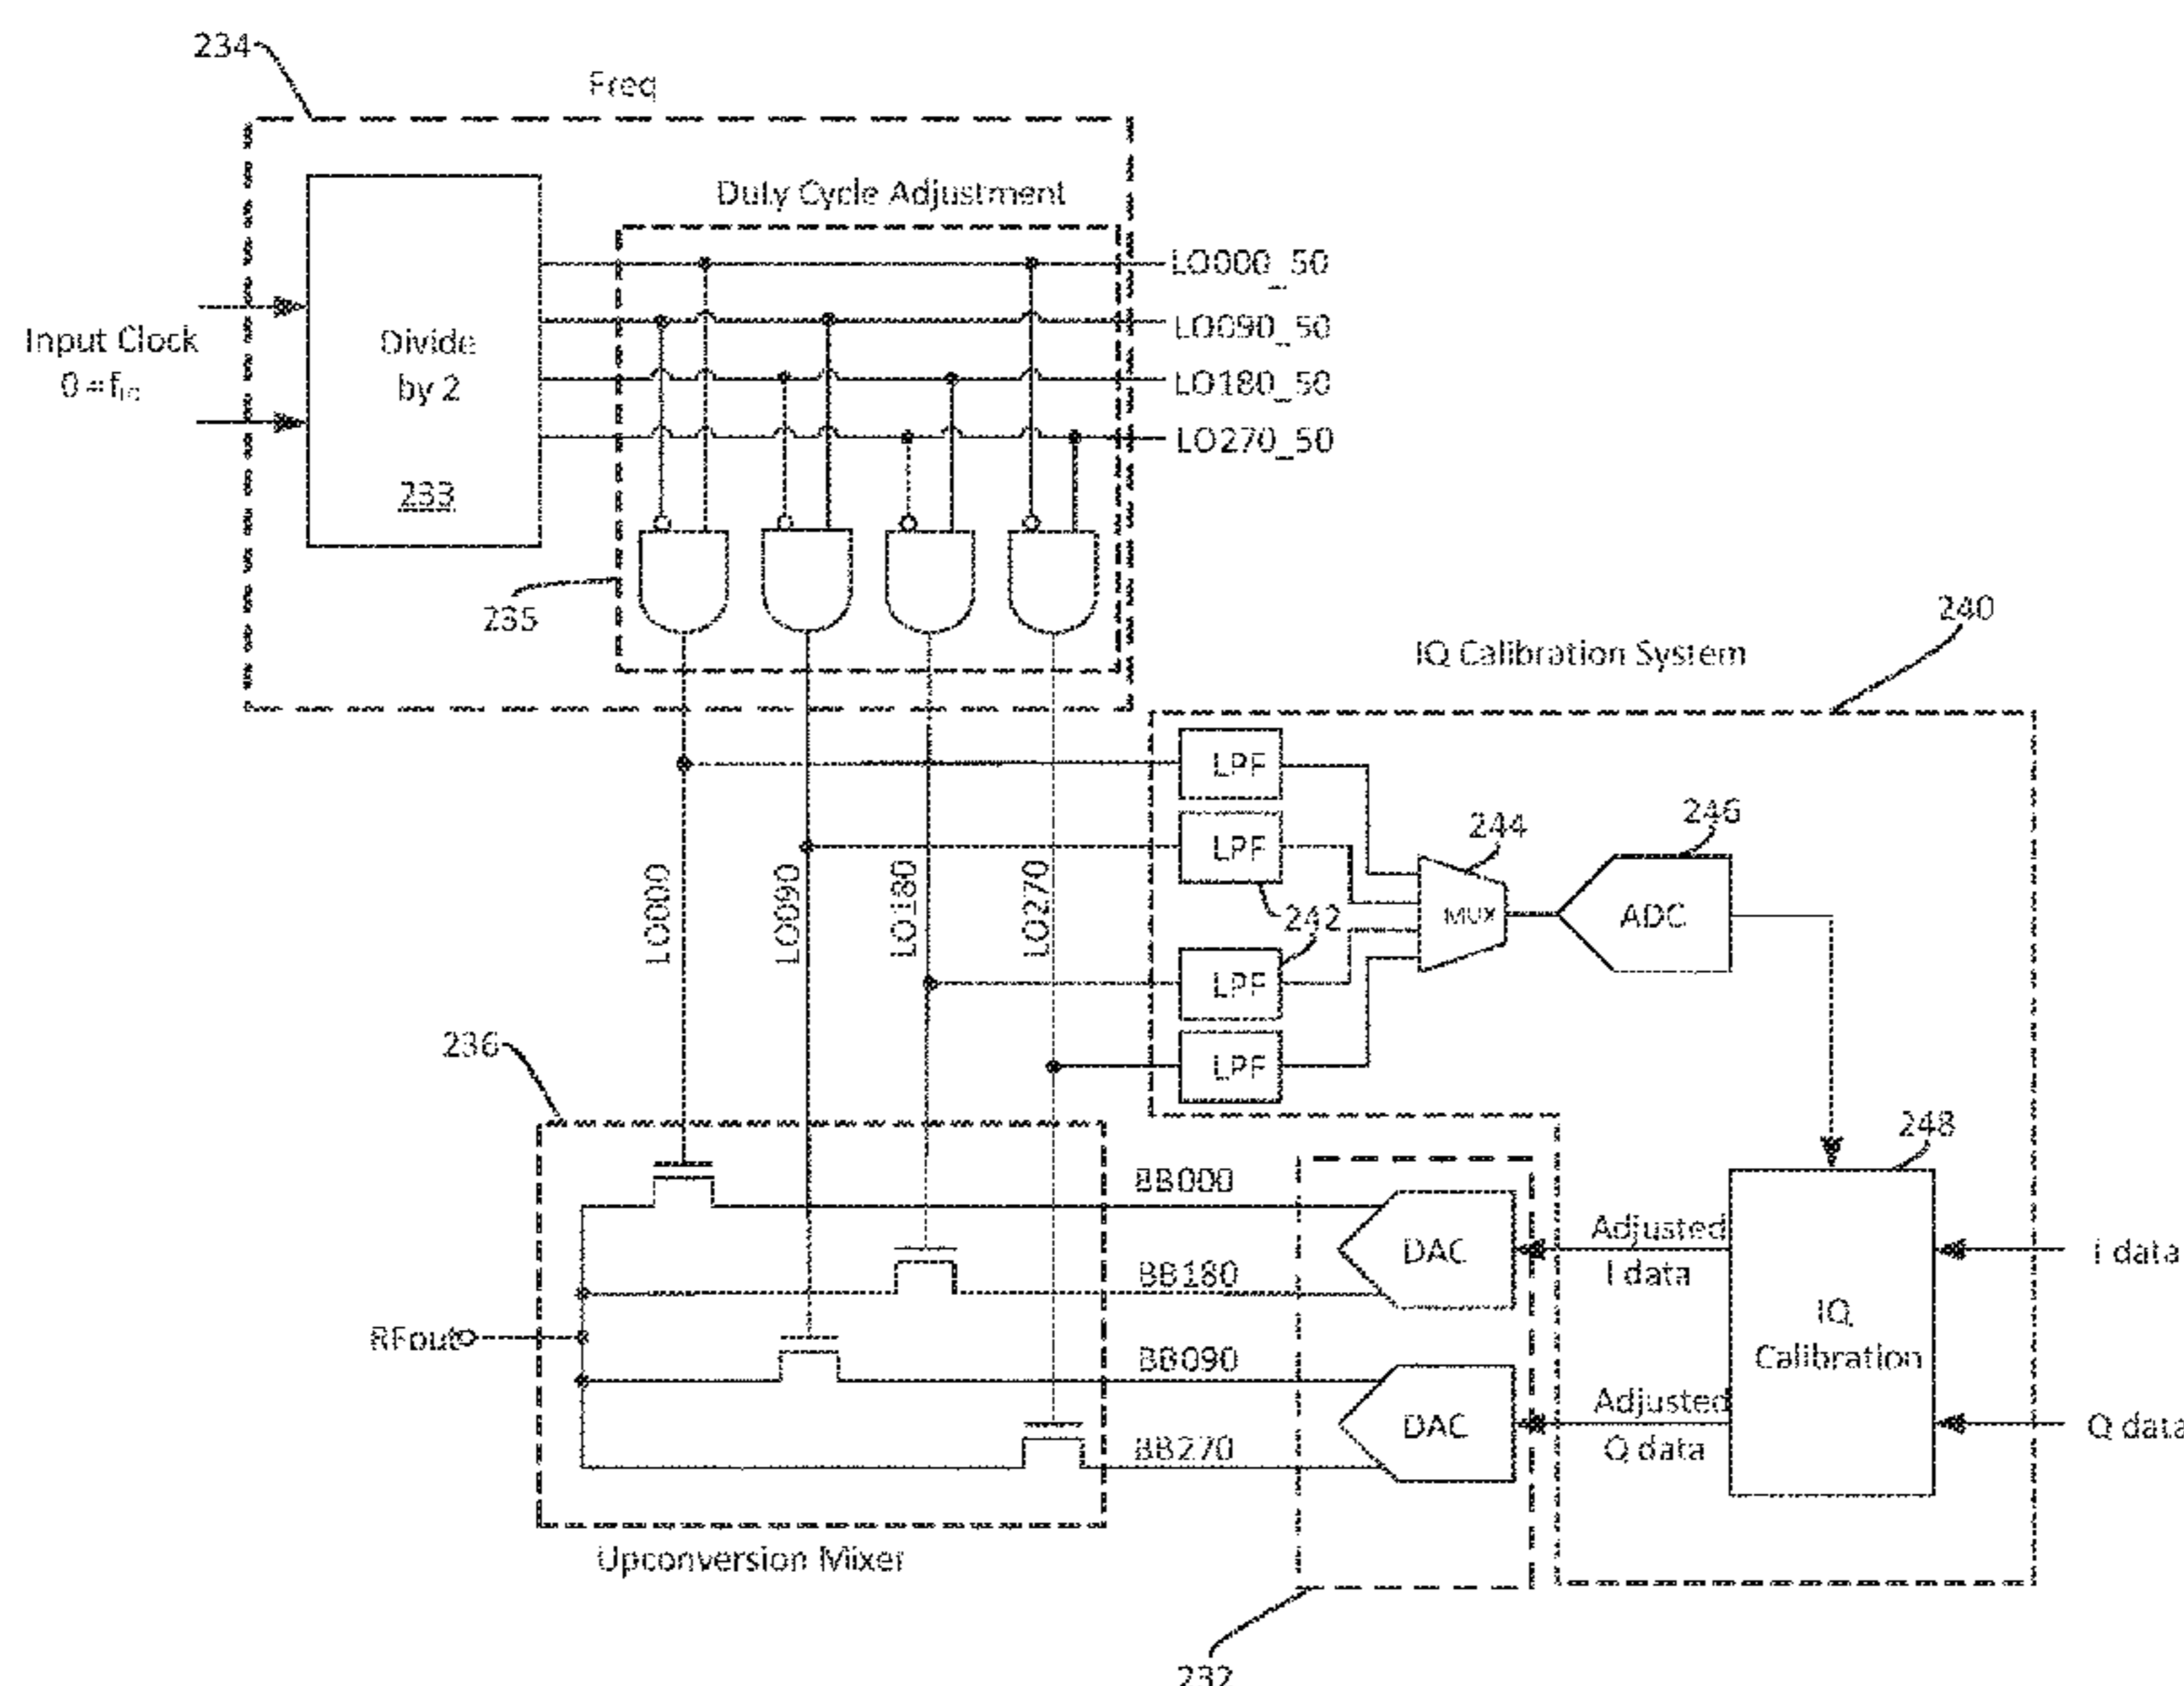 234
Freq
Duty Cycle Adjustment
LO000_50
LO090_50
LO180_50
LO270_50
Input Clock
Divide
by 2
233
235
240
IQ Calibration System
LPF
LPF
242
LPF
LPF
244
MUX
246
ADC
LO000
LO090
LO180
LO270
236
248
BB000
BB180
BB090
BB270
DAC
DAC
Adjusted
I data
Adjusted
Q data
IQ
Calibration
I data
Q data
RFout
Upconversion Mixer
232